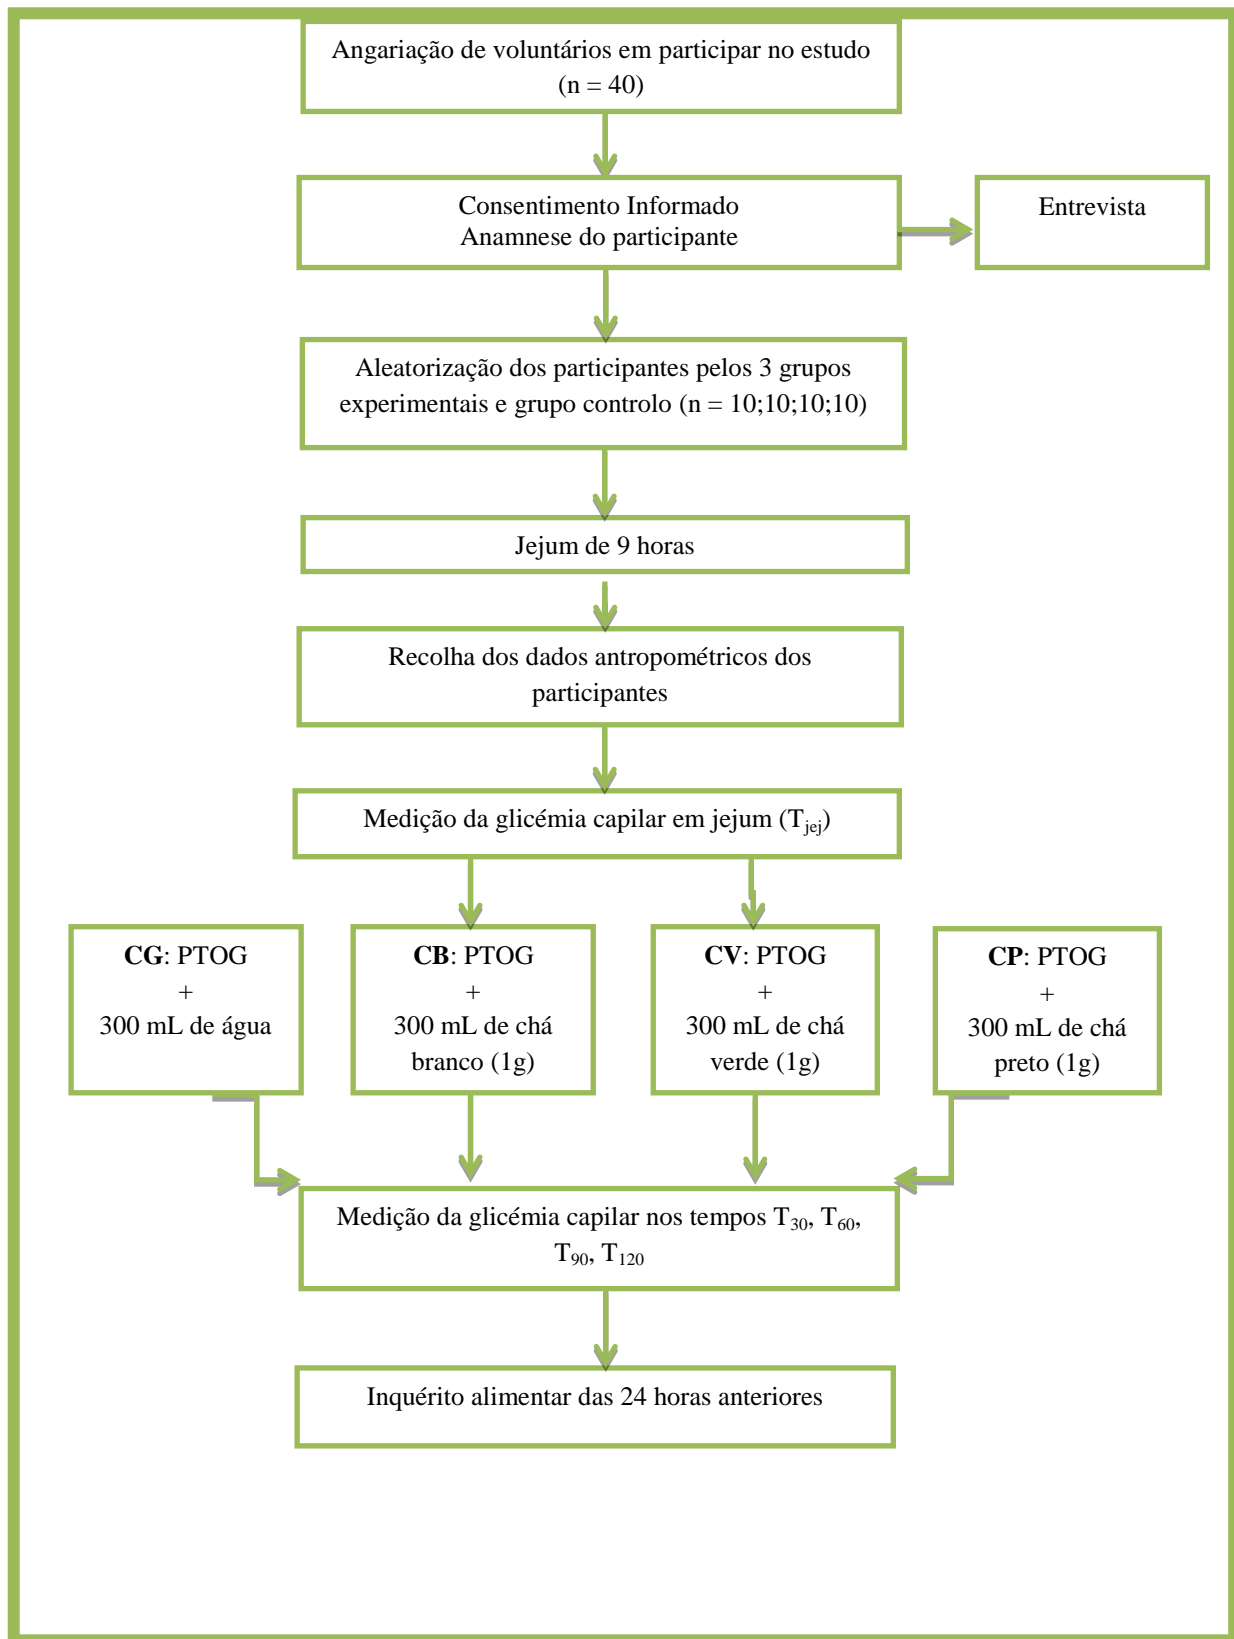 Angariação de voluntários em participar no estudo
(n = 40)
Consentimento Informado
Anamnese do participante
Entrevista
Aleatorização dos participantes pelos 3 grupos
experimentais e grupo controlo (n = 10;10;10;10)
Jejum de 9 horas
Recolha dos dados antropométricos dos
participantes
Medição da glicémia capilar em jejum (Tjej)
CG: PTOG
+
300 mL de água
CB: PTOG
+
300 mL de chá
branco (1g)
CV: PTOG
+
300 mL de chá
verde (1g)
CP: PTOG
+
300 mL de chá
preto (1g)
Medição da glicémia capilar nos tempos T30, T60,
T90, T120
Inquérito alimentar das 24 horas anteriores